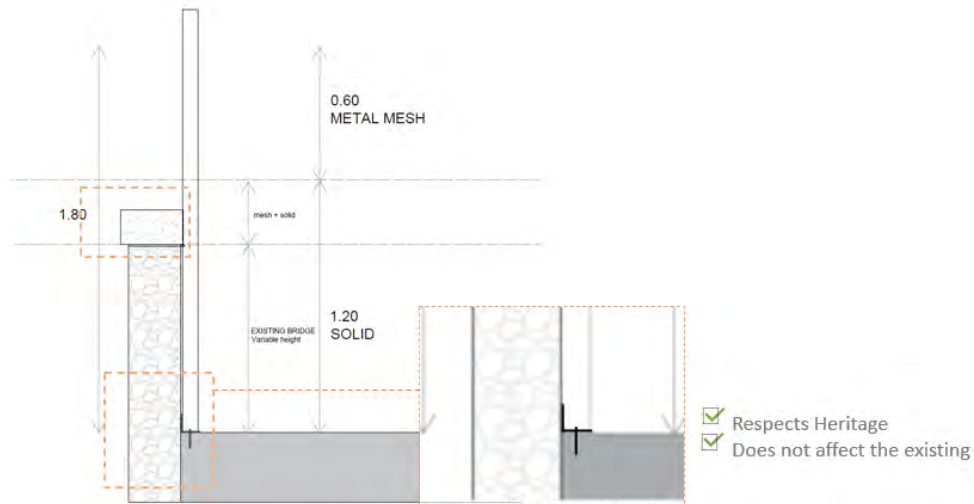 0.60
METAL MESH
1.80
mesh + solid
1.20
SOLID
EXISTING BRIDGE
Variable height
Respects Heritage
Does not affect the existing